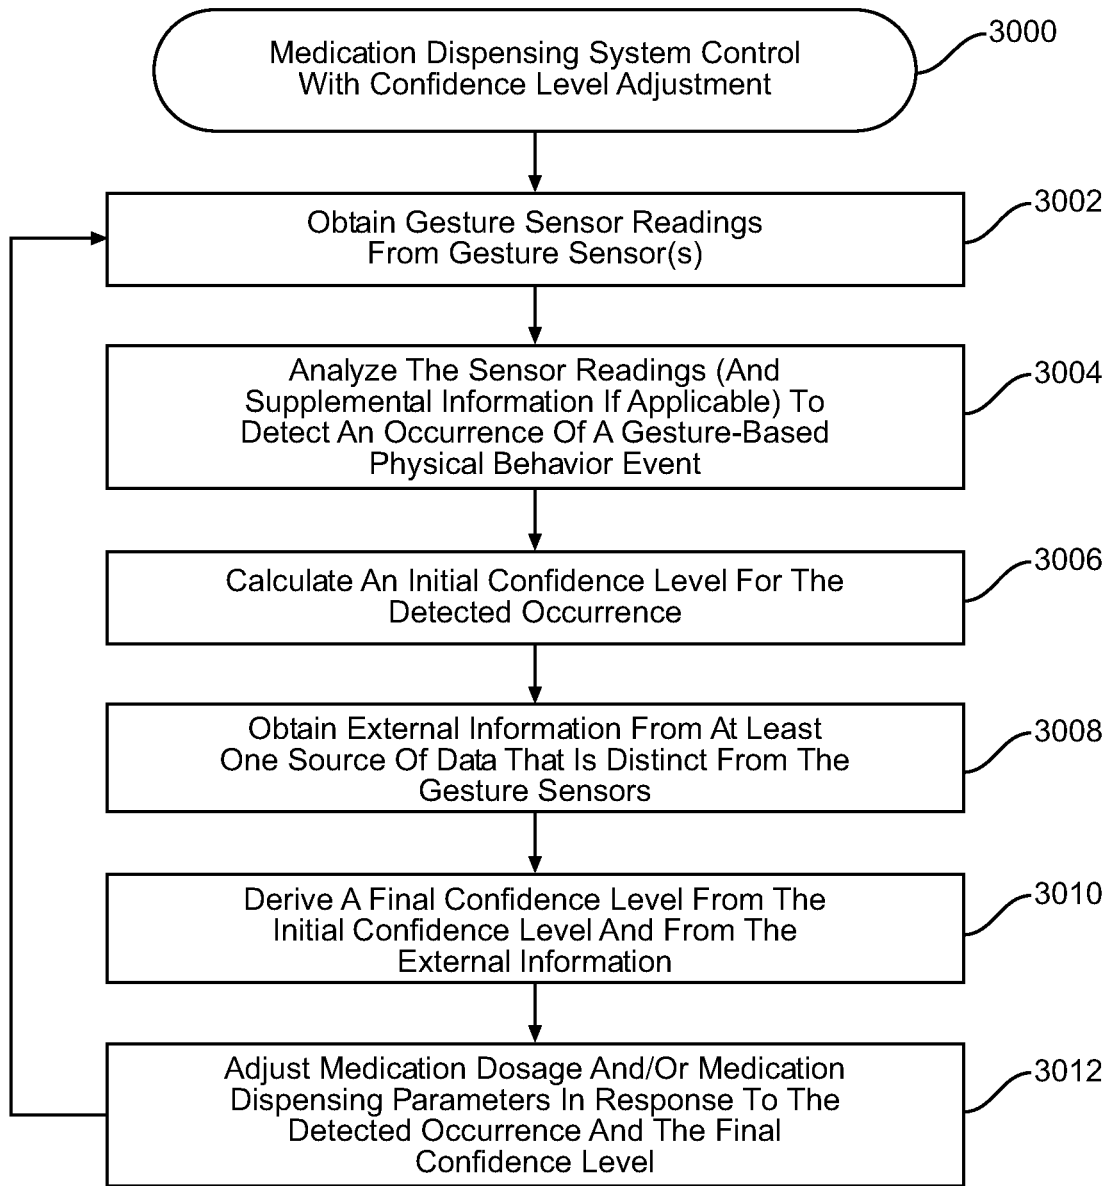 Medication Dispensing System Control
With Confidence Level Adjustment
3000
Obtain Gesture Sensor Readings
From Gesture Sensor(s)
3002
Analyze The Sensor Readings (And
Supplemental Information If Applicable) To
Detect An Occurrence Of A Gesture-Based
Physical Behavior Event
3004
Calculate An Initial Confidence Level For The
Detected Occurrence
3006
Obtain External Information From At Least
One Source Of Data That Is Distinct From The
Gesture Sensors
3008
Derive A Final Confidence Level From The
Initial Confidence Level And From The
External Information
3010
Adjust Medication Dosage And/Or Medication
Dispensing Parameters In Response To The
Detected Occurrence And The Final
Confidence Level
3012